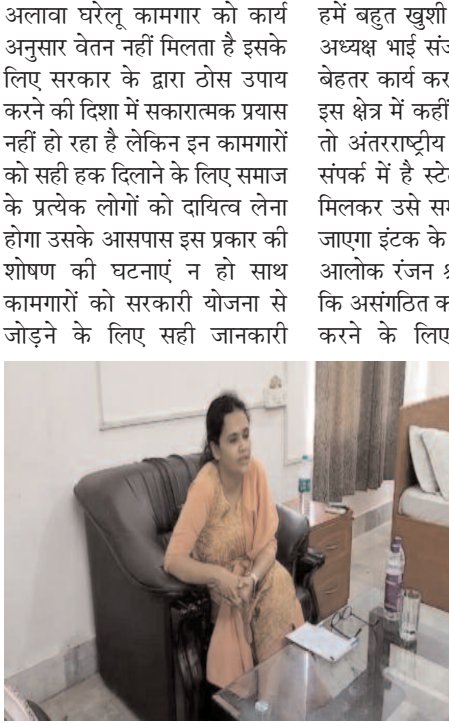 अलावा घरेलू कामगार को कार्य
अनुसार वेतन नहीं मिलता है इसके
लिए सरकार के द्वारा ठोस उपाय
करने की दिशा में सकारात्मक प्रयास
नहीं हो रहा है लेकिन इन कामगारों
को सही हक दिलाने के लिए समाज
के प्रत्येक लोगों को दायित्व लेना
होगा उसके आसपास इस प्रकार की
शोषण की घटनाएं न हो साथ
कामगारों को सरकारी योजना से
जोड़ने के लिए सही जानकारी
हमें बहुत खुशी
अध्यक्ष भाई
बेहतर कार्य
इस क्षेत्र में कहीं
तो अंतरराष्ट्रीय
संपर्क में है
मिलकर उसे
जाएगा इंटक के
आलोक रंजन
कि असंगठित
करने के लिए